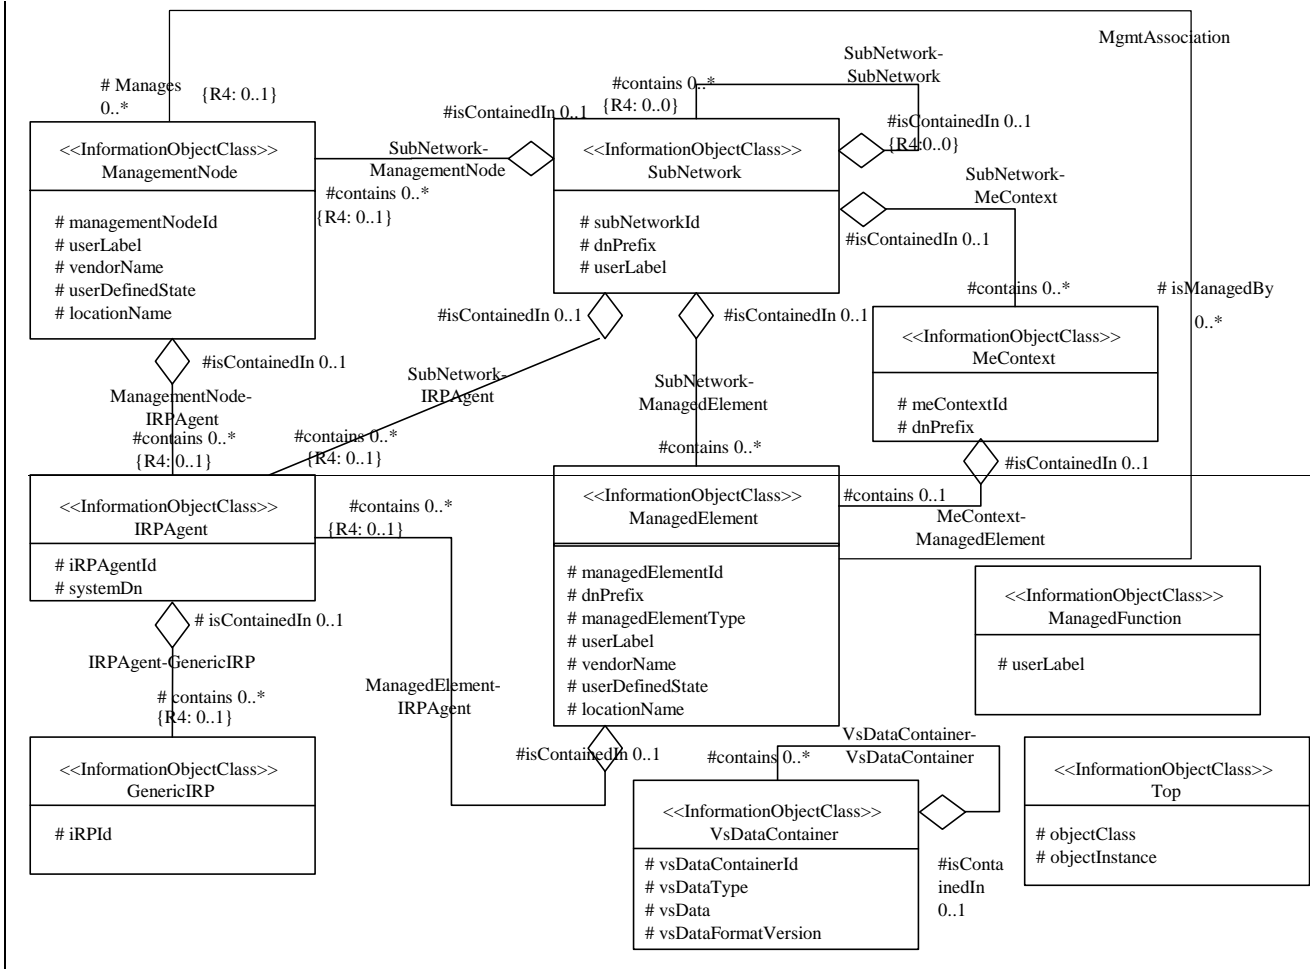 MgmtAssociation
SubNetwork-
SubNetwork
# Manages
0..*
{R4: 0..1}
#contains 0..*
{R4: 0..0}
#isContainedIn 0..1
#isContainedIn 0..1
{R4:0..0}
<<InformationObjectClass>>
ManagementNode
# managementNodeId
# userLabel
# vendorName
# userDefinedState
# locationName
SubNetwork-
ManagementNode
#contains 0..*
{R4: 0..1}
<<InformationObjectClass>>
SubNetwork
# subNetworkId
# dnPrefix
# userLabel
SubNetwork-
MeContext
#isContainedIn 0..1
#contains 0..*
# isManagedBy
0..*
#isContainedIn 0..1
#isContainedIn 0..1
<<InformationObjectClass>>
MeContext
# meContextId
# dnPrefix
#isContainedIn 0..1
ManagementNode-
IRPAgent
#contains 0..*
{R4: 0..1}
SubNetwork-
IRPAgent
#contains 0..*
{R4: 0..1}
SubNetwork-
ManagedElement
#contains 0..*
#isContainedIn 0..1
#contains 0..1
MeContext-
ManagedElement
<<InformationObjectClass>>
IRPAgent
# iRPAgentId
# systemDn
#contains 0..*
{R4: 0..1}
<<InformationObjectClass>>
ManagedElement
# managedElementId
# dnPrefix
# managedElementType
# userLabel
# vendorName
# userDefinedState
# locationName
<<InformationObjectClass>>
ManagedFunction
# userLabel
# isContainedIn 0..1
IRPAgent-GenericIRP
# contains 0..*
{R4: 0..1}
ManagedElement-
IRPAgent
#isContainedIn 0..1
<<InformationObjectClass>>
GenericIRP
# iRPId
VsDataContainer-
VsDataContainer
#contains 0..*
<<InformationObjectClass>>
VsDataContainer
# vsDataContainerId
# vsDataType
# vsData
# vsDataFormatVersion
#isConta
inedIn
0..1
<<InformationObjectClass>>
Top
# objectClass
# objectInstance